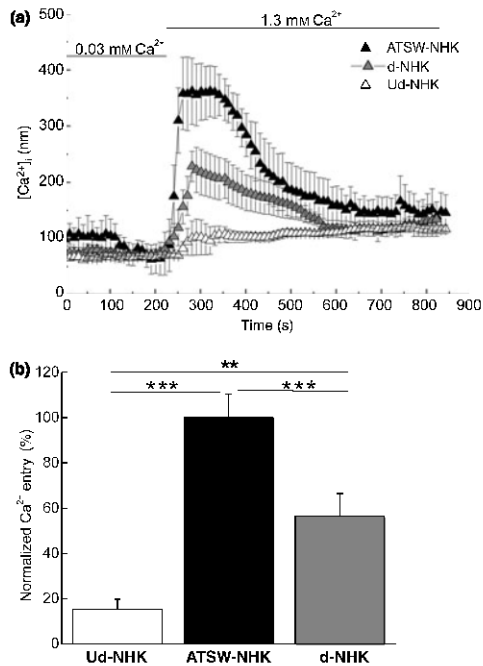 (a)
0.03 mM Ca²⁺
1.3 mM Ca²⁺
ATSW-NHK
d-NHK
Ud-NHK
[Ca²⁺]i (nm)
500
400
300
200
100
0
0
100
200
300
400
500
600
700
800
900
Time (s)
(b)
Normalized Ca²⁻ entry (%)
120
100
80
60
40
20
0
**
***
***
Ud-NHK
ATSW-NHK
d-NHK